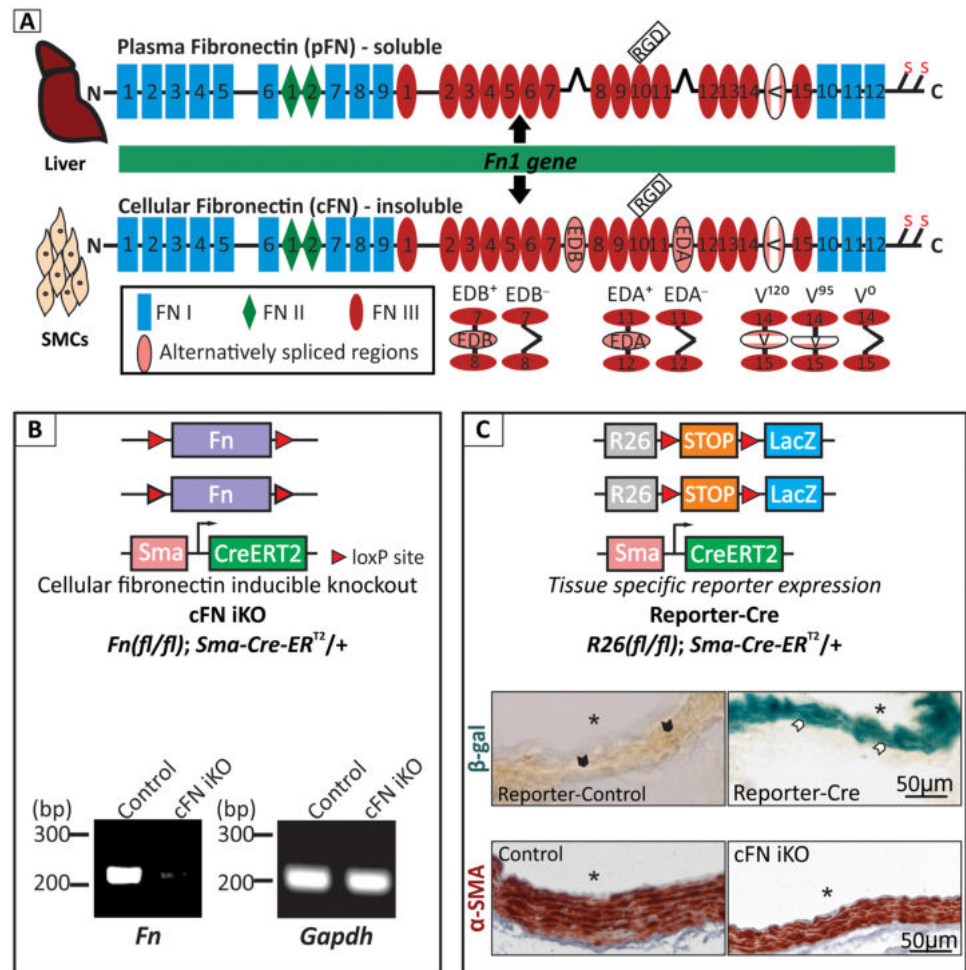 A
Plasma Fibronectin (pFN) - soluble
RGD
S S
N 1 2 3 4 5 6 1 2 7 8 9 1 2 3 4 5 6 7 8 9 10 11 12 13 14 V 15 10 11 12 C
Liver
Fn1 gene
Cellular Fibronectin (cFN) - insoluble
RGD
S S
N 1 2 3 4 5 6 1 2 7 8 9 1 2 3 4 5 6 7 EDB 8 9 10 11 EDA 12 13 14 V 15 10 11 12 C
SMCs
FN I FN II FN III
Alternatively spliced regions
EDB⁺ EDB⁻ EDA⁺ EDA⁻ V¹²⁰ V⁹⁵ V⁰
7 7 11 11 14 14 14
EDB EDA V V
8 8 12 12 15 15 15
B
Fn
Fn
Sma CreERT2 loxP site
Cellular fibronectin inducible knockout
cFN iKO
Fn(fl/fl); Sma-Cre-ERᵀ²/+
(bp) Control cFN iKO (bp) Control cFN iKO
300 300
200 200
Fn Gapdh
C
R26 STOP LacZ
R26 STOP LacZ
Sma CreERT2
Tissue specific reporter expression
Reporter-Cre
R26(fl/fl); Sma-Cre-ERᵀ²/+
β-gal
* *
Reporter-Control Reporter-Cre 50μm
α-SMA
Control cFN iKO
* *
50μm